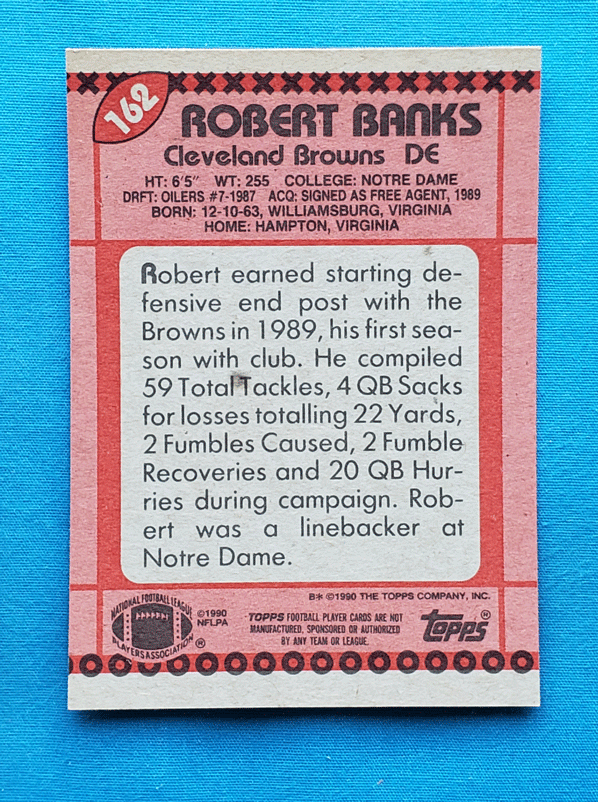 162
ROBERT BANKS
Cleveland Browns DE
HT: 6'5" WT: 255 COLLEGE: NOTRE DAME
DRFT: OILERS #7-1987 ACQ: SIGNED AS FREE AGENT, 1989
BORN: 12-10-63, WILLIAMSBURG, VIRGINIA
HOME: HAMPTON, VIRGINIA
Robert earned starting de-
fensive end post with the
Browns in 1989, his first sea-
son with club. He compiled
59 Total Tackles, 4 QB Sacks
for losses totalling 22 Yards,
2 Fumbles Caused, 2 Fumble
Recoveries and 20 QB Hur-
ries during campaign. Rob-
ert was a linebacker at
Notre Dame.
B* ©1990 THE TOPPS COMPANY, INC.
NATIONAL FOOTBALL LEAGUE
PLAYERS ASSOCIATION ®
©1990
NFLPA
TOPPS FOOTBALL PLAYER CARDS ARE NOT
MANUFACTURED, SPONSORED OR AUTHORIZED
BY ANY TEAM OR LEAGUE.
topps®